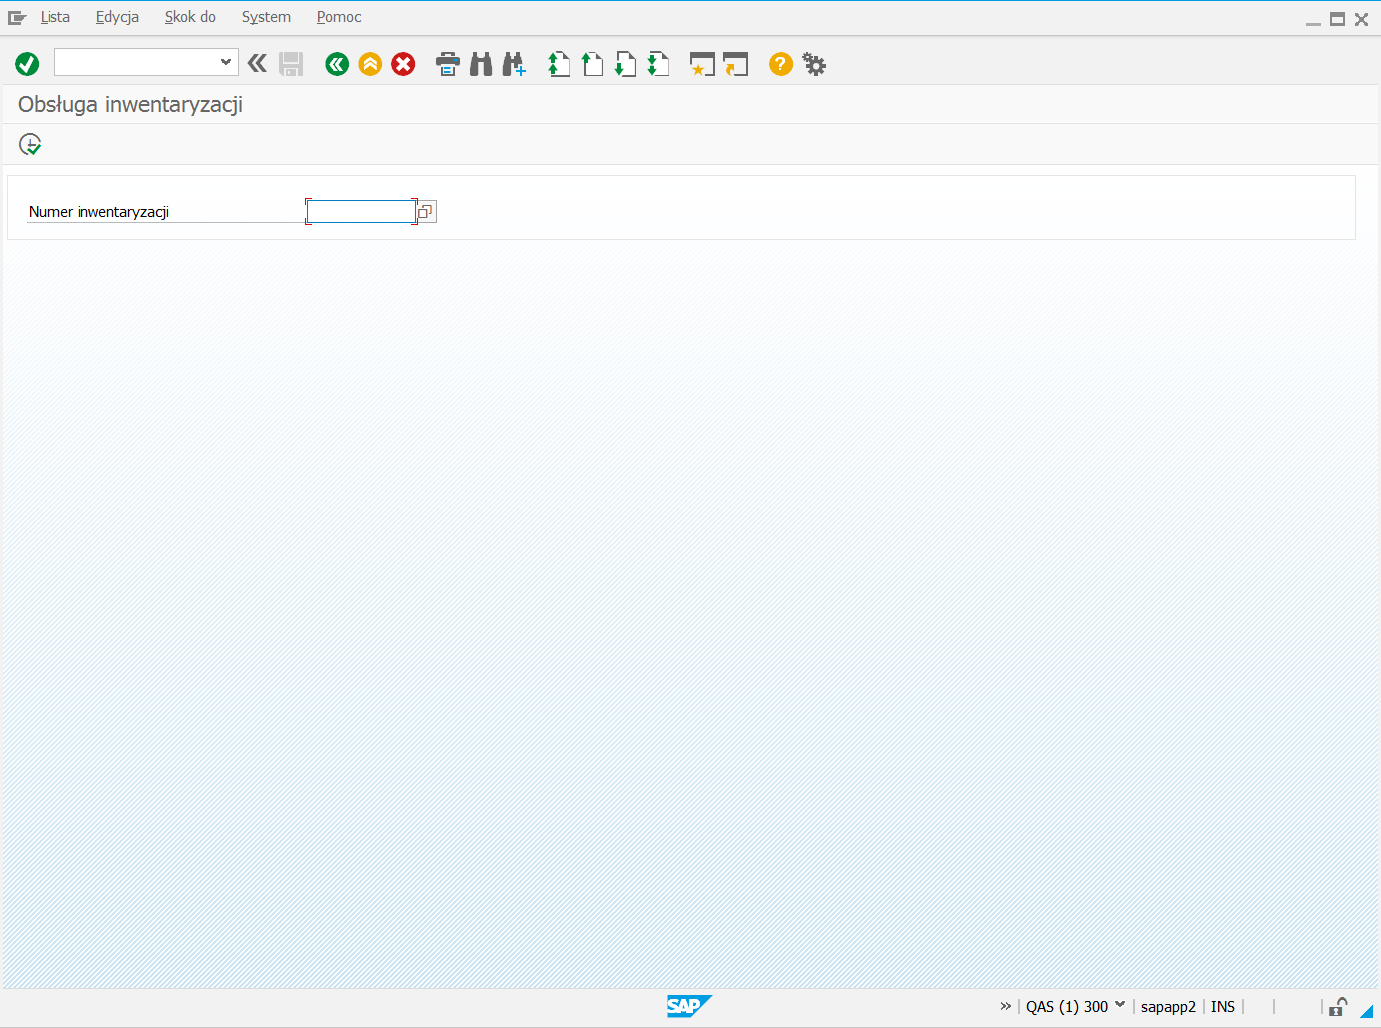 Lista Edycja Skok do System Pomoc
Obsługa inwentaryzacji
Numer inwentaryzacji
SAP QAS (1) 300 sapapp2 INS